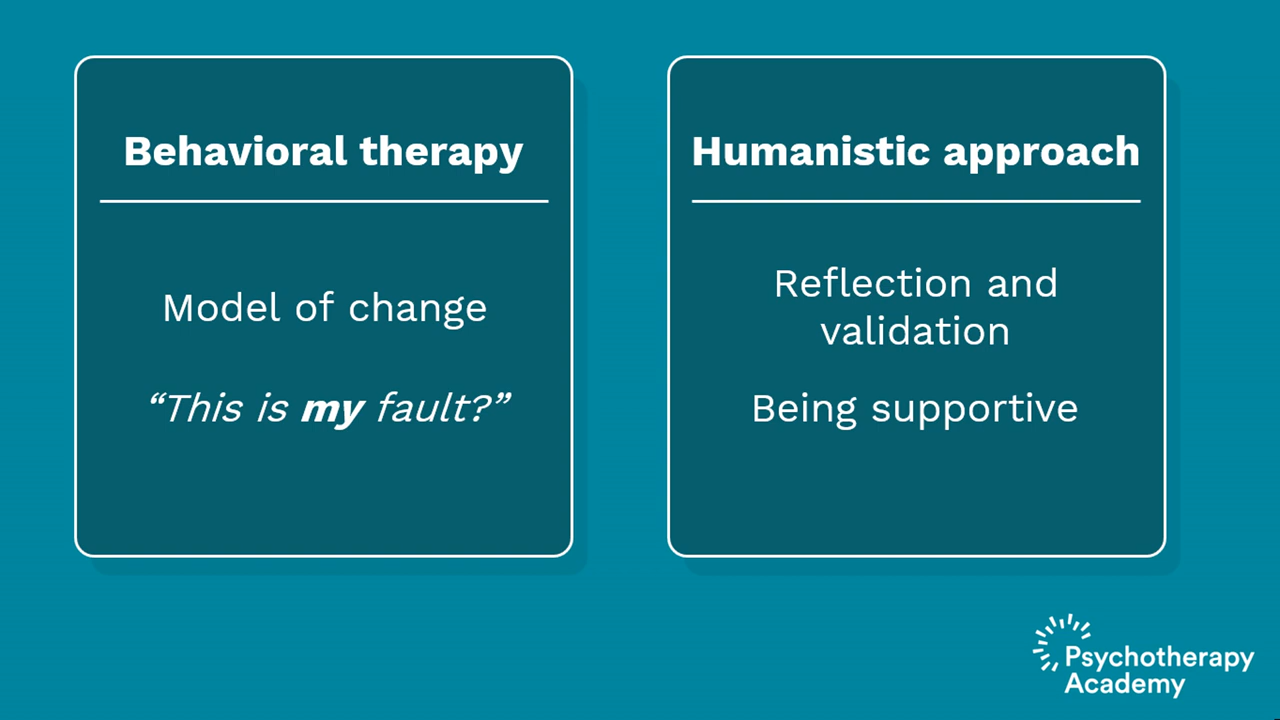 Behavioral therapy
Model of change
“This is my fault?”
Humanistic approach
Reflection and
validation
Being supportive
Psychotherapy
Academy